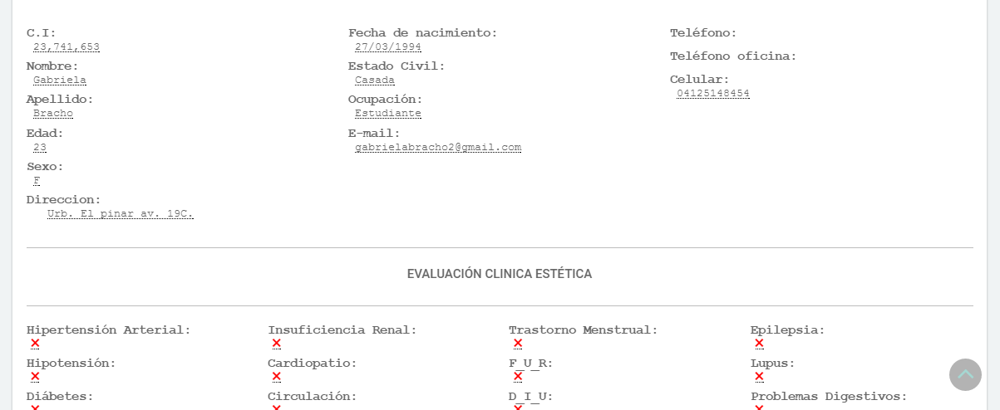 C.I: Fecha de nacimiento: Teléfono:
23,741,653 27/03/1994
Teléfono oficina:
Nombre: Estado Civil:
Gabriela Casada Celular:
04125148454
Apellido: Ocupación:
Bracho Estudiante
Edad: E-mail:
23 gabrielabracho2@gmail.com
Sexo:
F
Direccion:
Urb. El pinar av. 19C.
EVALUACIÓN CLINICA ESTÉTICA
Hipertensión Arterial: Insuficiencia Renal: Trastorno Menstrual: Epilepsia:
Hipotensión: Cardiopatio: F_U_R: Lupus:
Diábetes: Circulación: D_I_U: Problemas Digestivos: